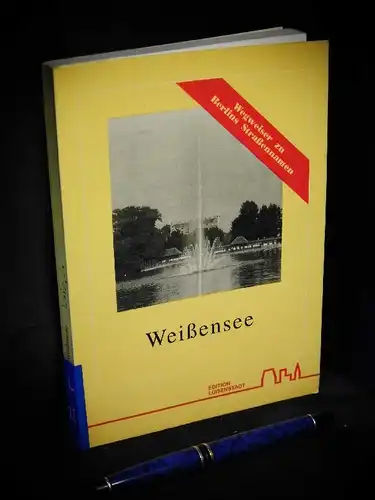 Wegweiser zu
Berlins Straßennamen
Weißensee
EDITION
LUISENSTADT